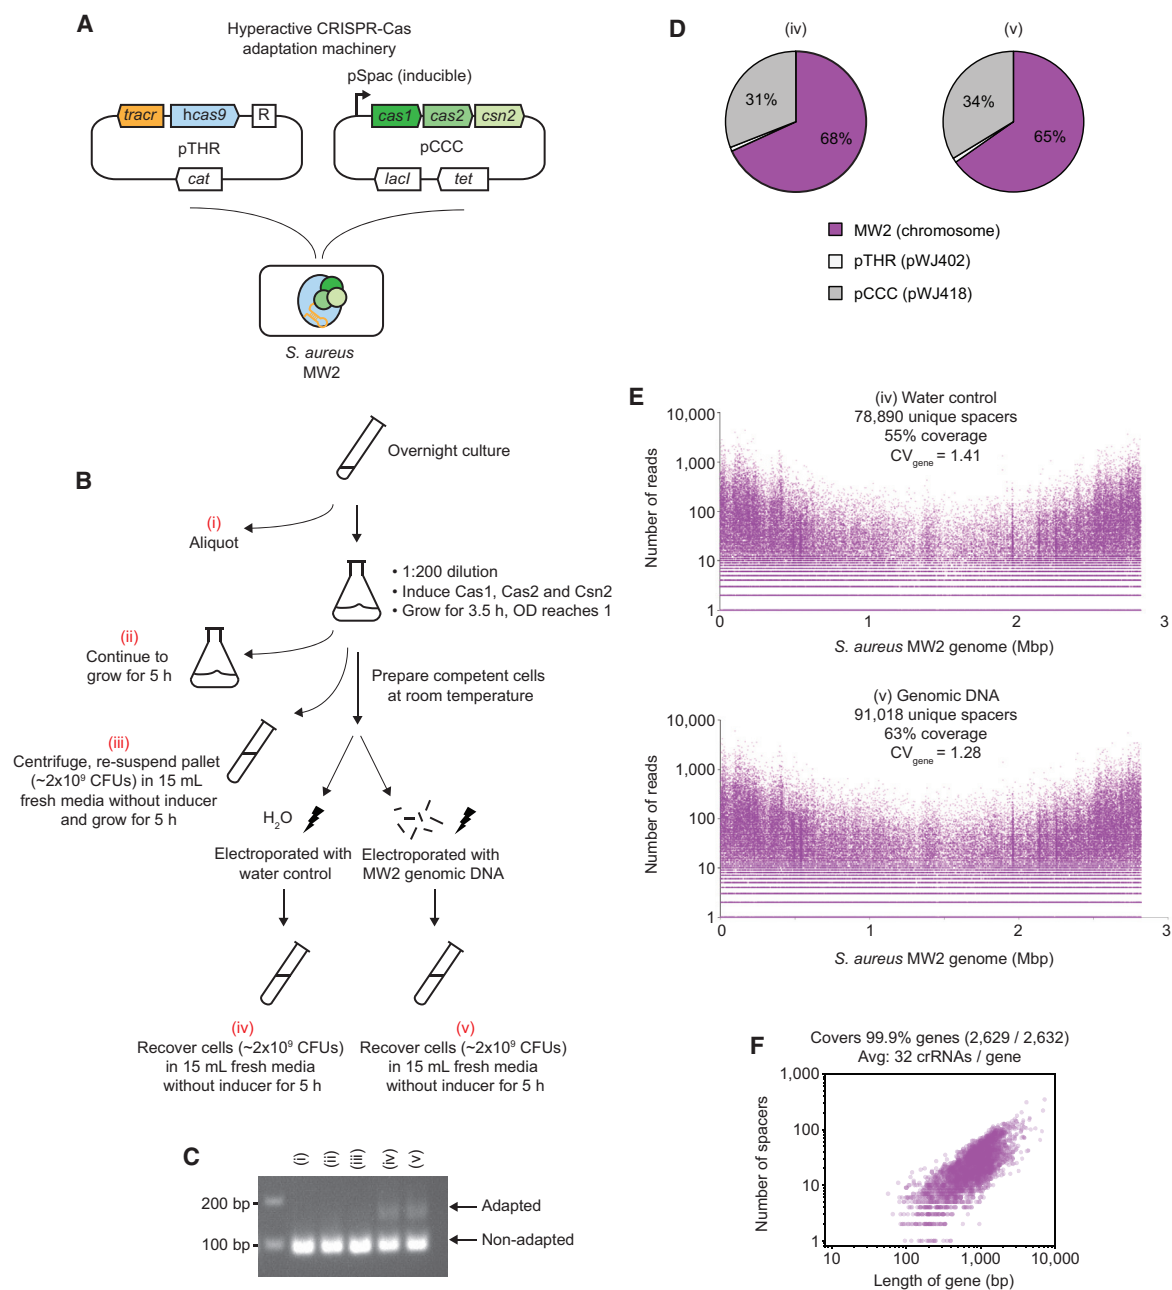 A
Hyperactive CRISPR-Cas
adaptation machinery
pSpac (inducible)
tracr
hcas9
R
cas1
cas2
csn2
pTHR
pCCC
cat
lacI
tet
S. aureus
MW2
B
Overnight culture
(i)
Aliquot
• 1:200 dilution
• Induce Cas1, Cas2 and Csn2
• Grow for 3.5 h, OD reaches 1
(ii)
Continue to
grow for 5 h
Prepare competent cells
at room temperature
(iii)
Centrifuge, re-suspend pallet
(~2x10⁹ CFUs) in 15 mL
fresh media without inducer
and grow for 5 h
H₂O
Electroporated with
water control
Electroporated with
MW2 genomic DNA
(iv)
Recover cells (~2x10⁹ CFUs)
in 15 mL fresh media
without inducer for 5 h
(v)
Recover cells (~2x10⁹ CFUs)
in 15 mL fresh media
without inducer for 5 h
C
(i)
(ii)
(iii)
(iv)
(v)
200 bp
100 bp
Adapted
Non-adapted
D
(iv)
(v)
31%
68%
34%
65%
MW2 (chromosome)
pTHR (pWJ402)
pCCC (pWJ418)
E
(iv) Water control
78,890 unique spacers
55% coverage
CVgene = 1.41
Number of reads
10,000
1,000
100
10
1
0
1
2
3
S. aureus MW2 genome (Mbp)
(v) Genomic DNA
91,018 unique spacers
63% coverage
CVgene = 1.28
Number of reads
10,000
1,000
100
10
1
0
1
2
3
S. aureus MW2 genome (Mbp)
F
Covers 99.9% genes (2,629 / 2,632)
Avg: 32 crRNAs / gene
Number of spacers
1,000
100
10
1
10
100
1,000
10,000
Length of gene (bp)